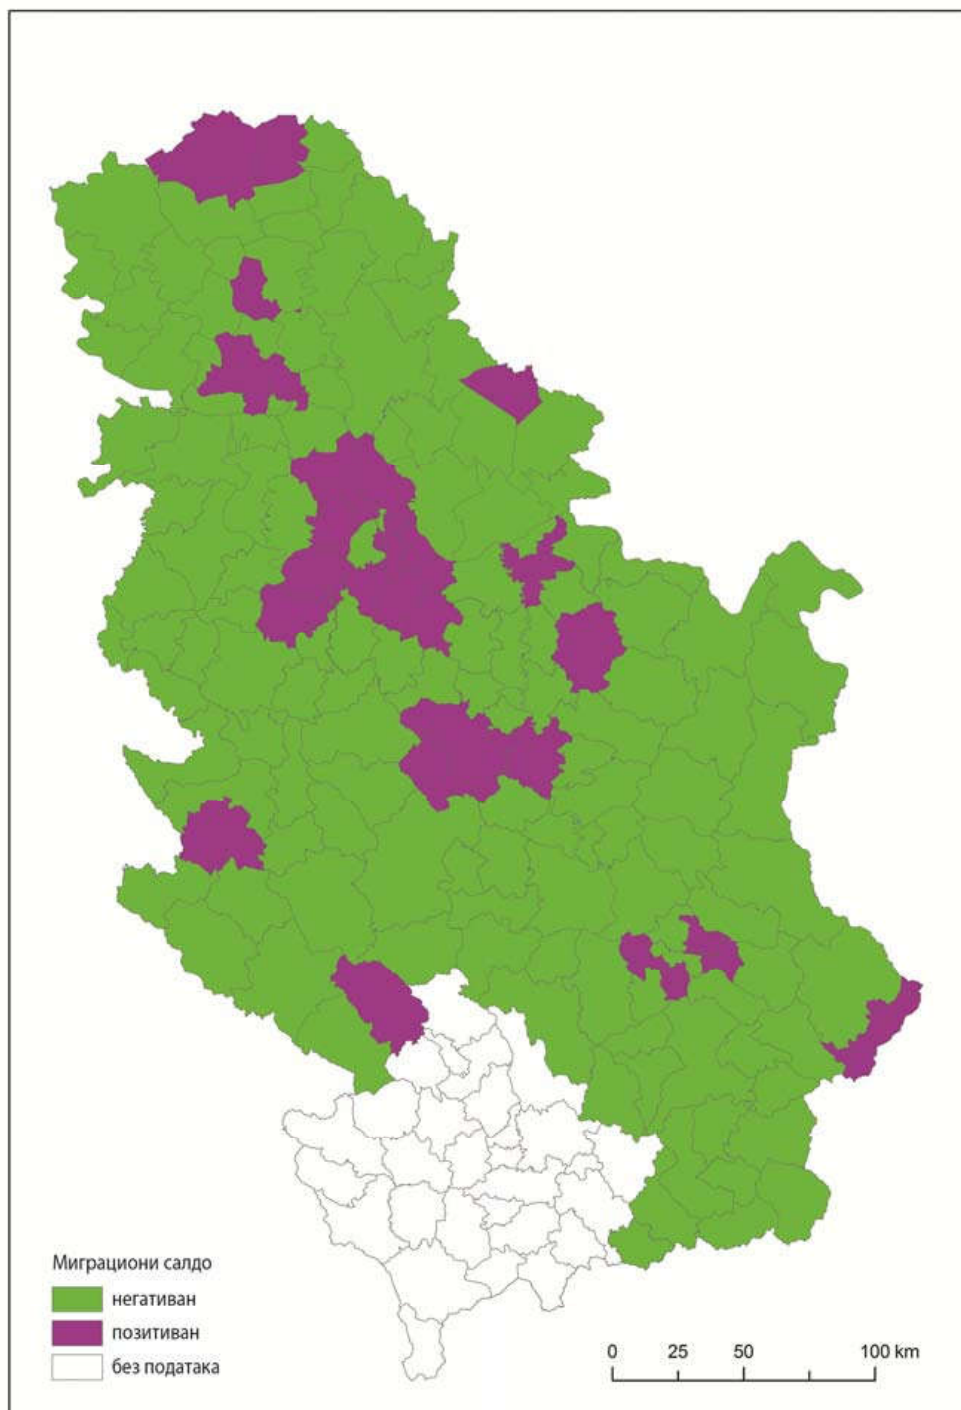 Миграциони салдо
негативан
позитиван
без података
0 25 50 100 km